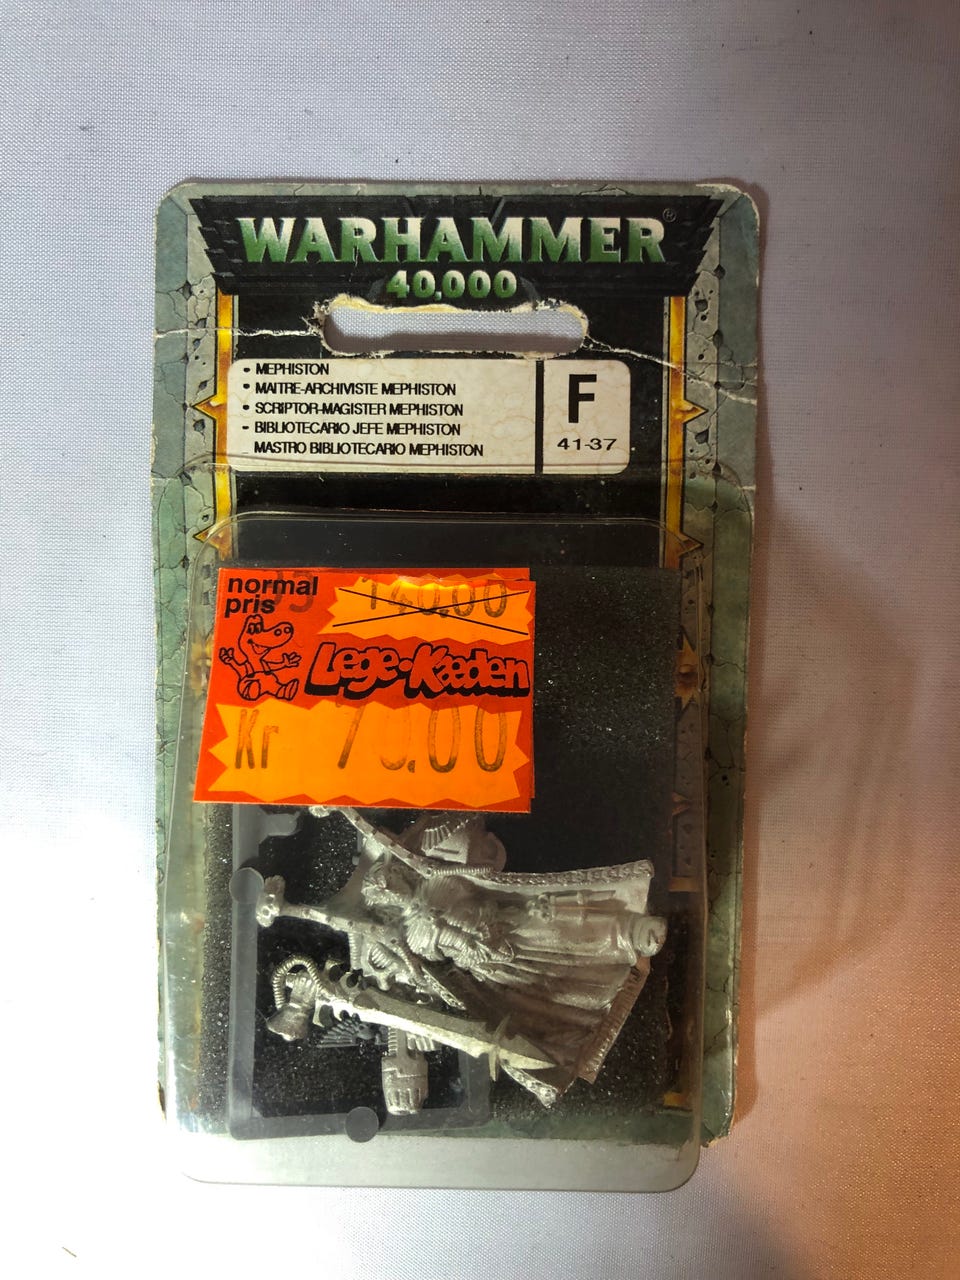 WARHAMMER®
40,000
• MEPHISTON
• MAITRE-ARCHIVISTE MEPHISTON
• SCRIPTOR-MAGISTER MEPHISTON
- BIBLIOTECARIO JEFE MEPHISTON
MASTRO BIBLIOTECARIO MEPHISTON
F
41-37
normal
pris
140.00
Lege·Kæden
Kr 70.00